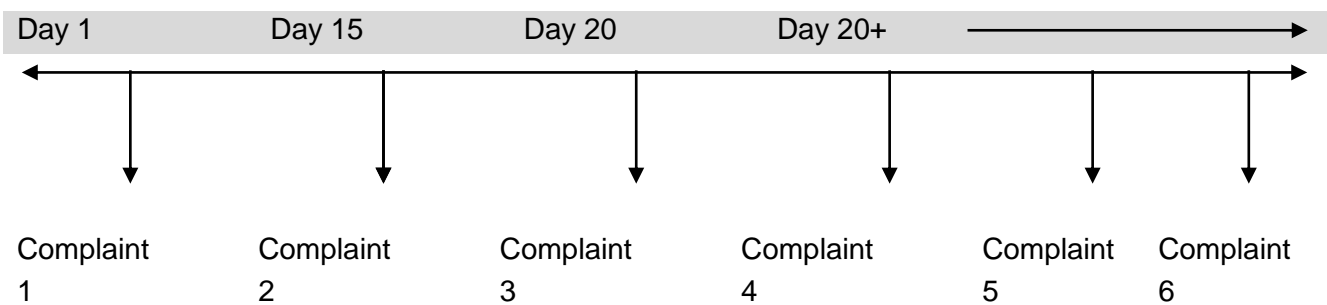 Day 1 Day 15 Day 20 Day 20+
Complaint Complaint Complaint Complaint Complaint Complaint
1 2 3 4 5 6